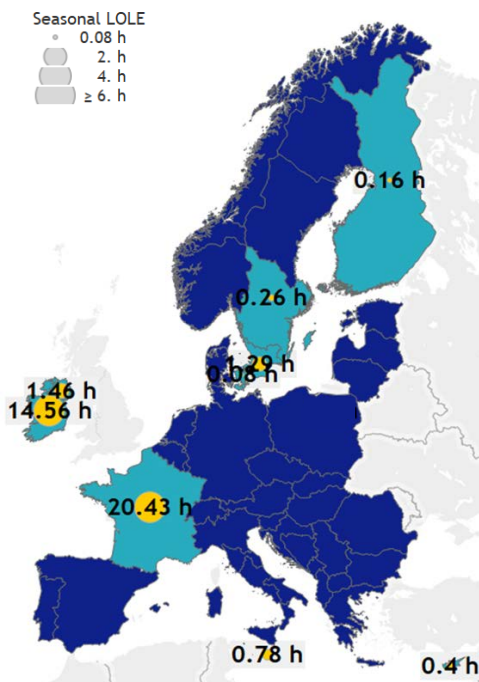 Seasonal LOLE
0.08 h
2. h
4. h
≥ 6. h
0.16 h
0.26 h
1.29 h
0.08 h
1.46 h
14.56 h
20.43 h
0.78 h
0.4 h